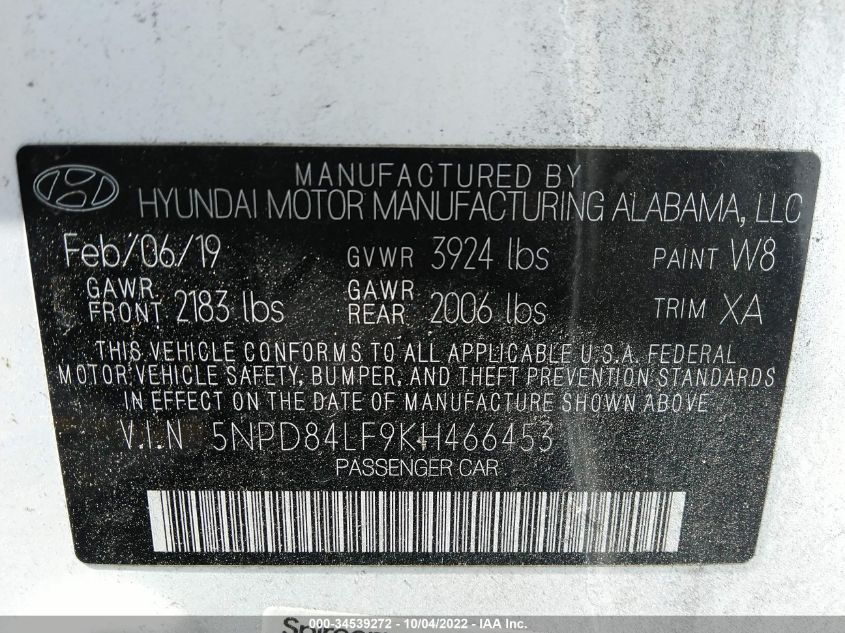 MANUFACTURED BY
HYUNDAI MOTOR MANUFACTURING ALABAMA, LLC
Feb/06/19 GVWR 3924 lbs PAINT W8
GAWR FRONT 2183 lbs GAWR REAR 2006 lbs TRIM XA
THIS VEHICLE CONFORMS TO ALL APPLICABLE U.S.A. FEDERAL
MOTOR VEHICLE SAFETY, BUMPER, AND THEFT PREVENTION STANDARDS
IN EFFECT ON THE DATE OF MANUFACTURE SHOWN ABOVE
V.I.N 5NPD84LF9KH466453
PASSENGER CAR
000 - 34539272 - 10/04/2022 - IAA Inc.